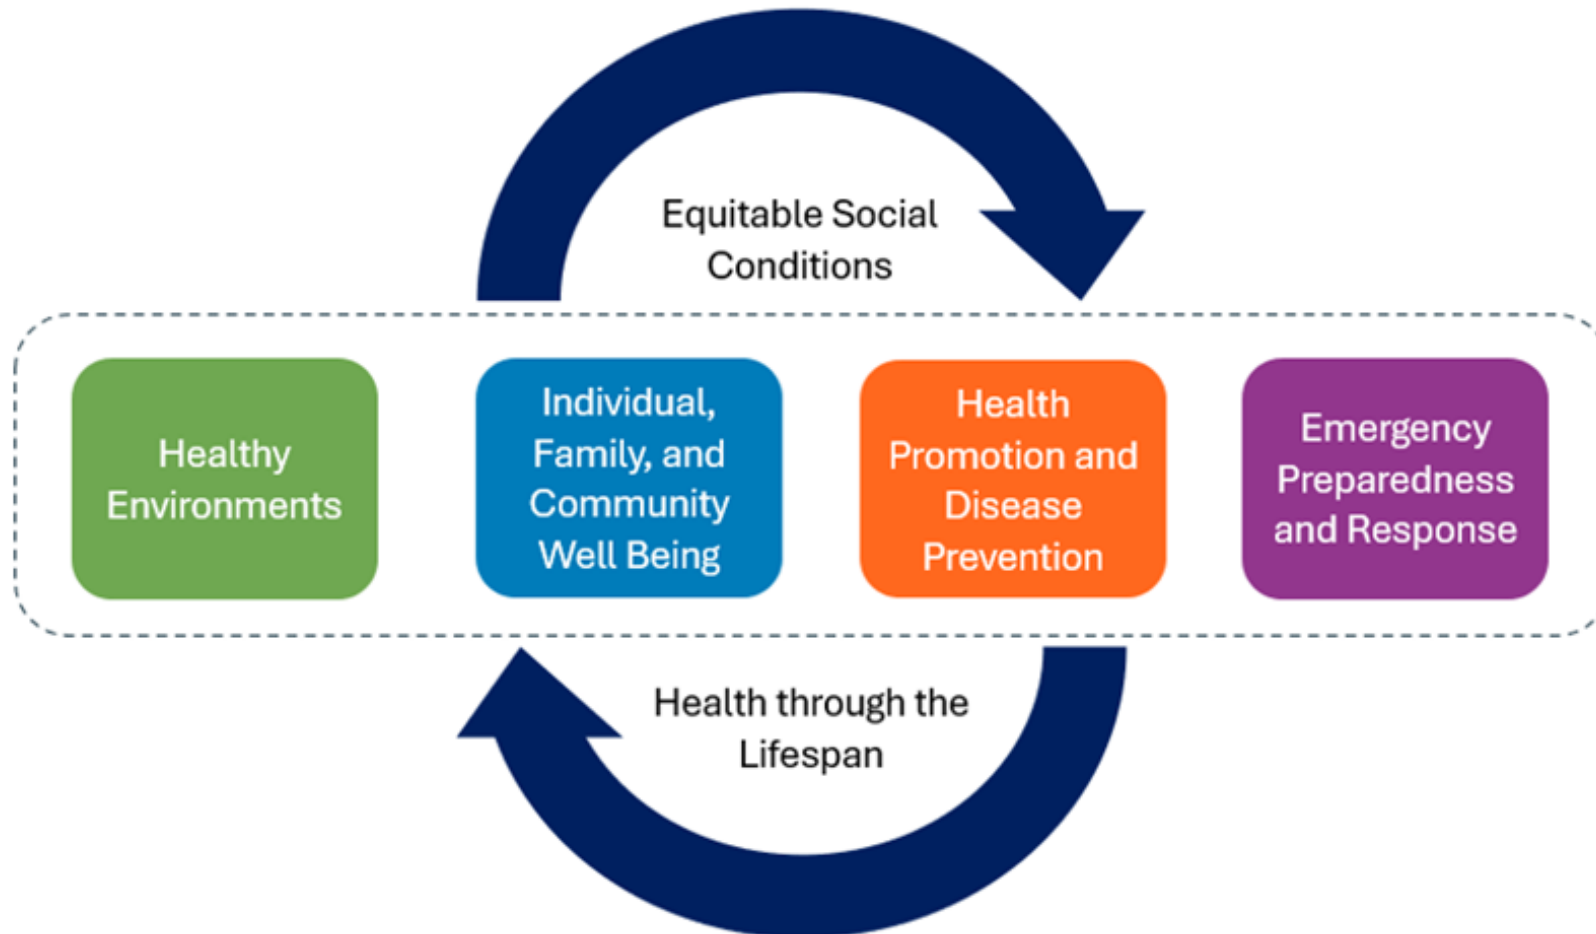 Equitable Social
Conditions
Healthy
Environments
Individual,
Family, and
Community
Well Being
Health
Promotion and
Disease
Prevention
Emergency
Preparedness
and Response
Health through the
Lifespan